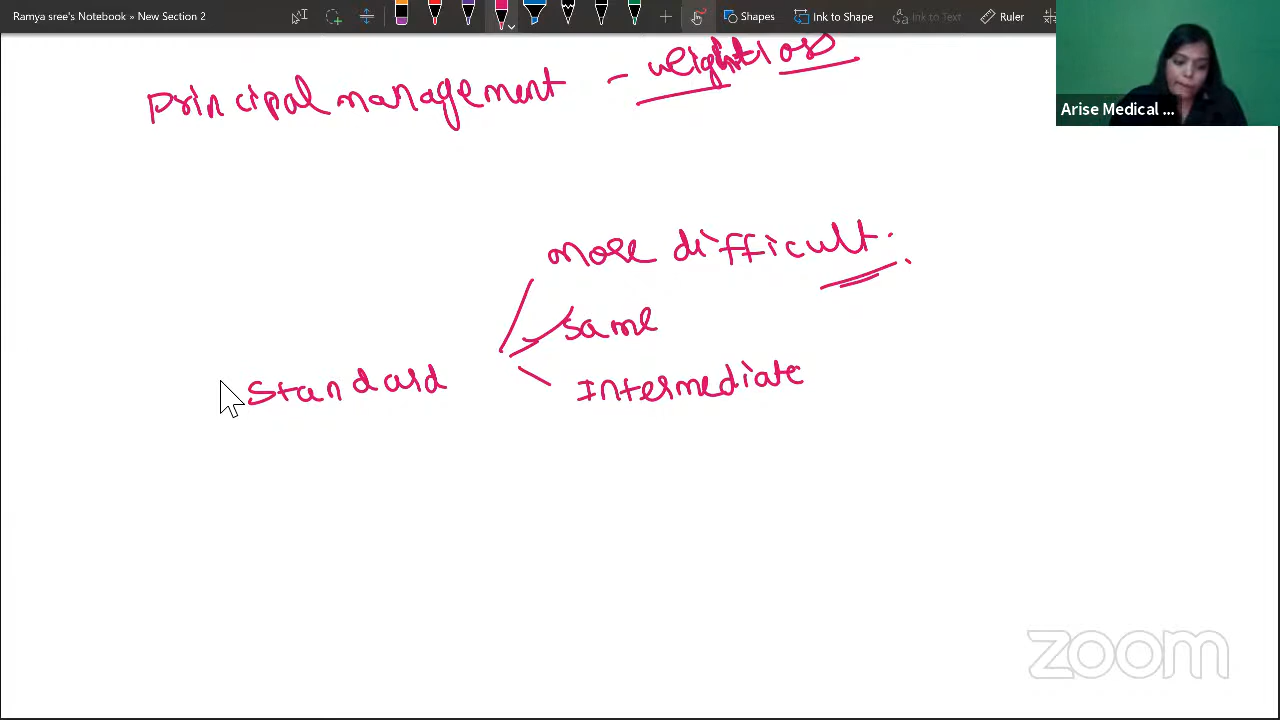 Ramya sree's Notebook » New Section 2
Shapes Ink to Shape Ink to Text Ruler
Arise Medical ...
Principal management - weight loss
more difficult.
same
Standard
Intermediate
zoom